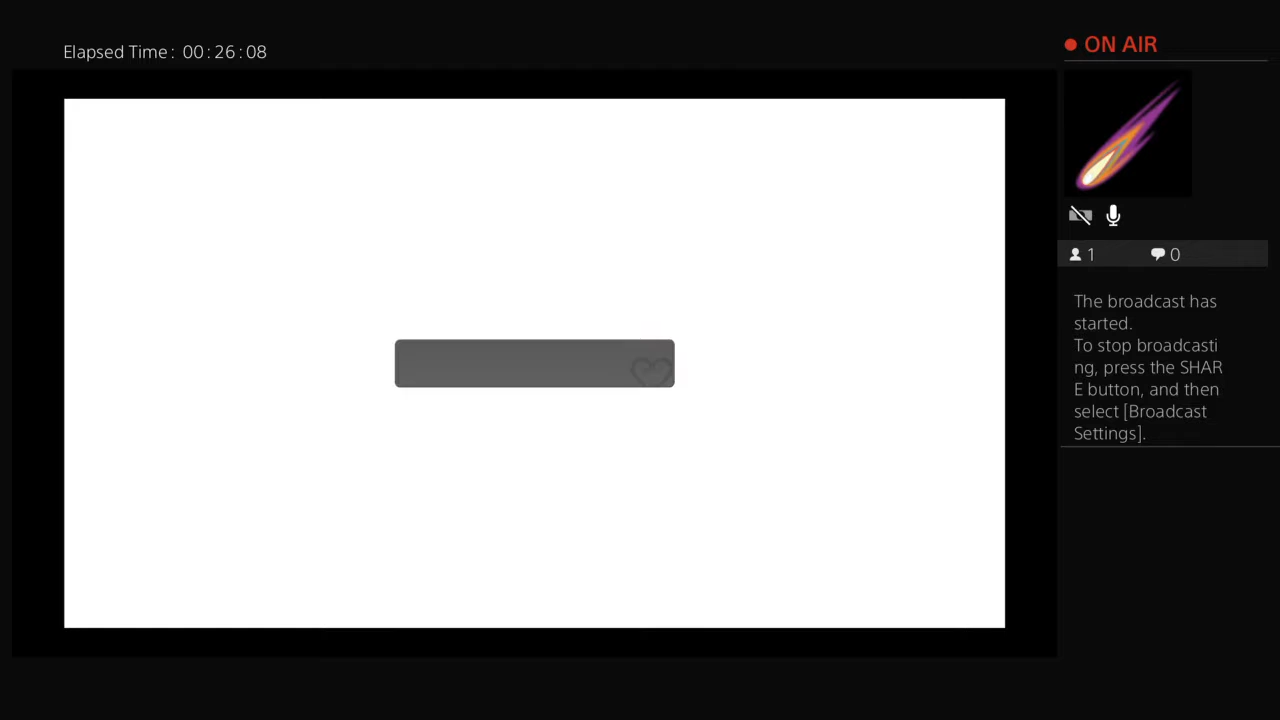 Elapsed Time: 00:26:08
ON AIR
1 0
The broadcast has
started.
To stop broadcasti
ng, press the SHAR
E button, and then
select [Broadcast
Settings].